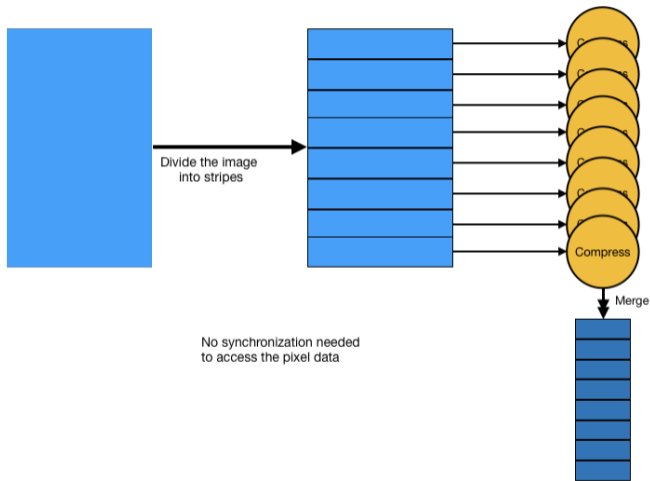 Divide the image
into stripes
Compress
Merge
No synchronization needed
to access the pixel data